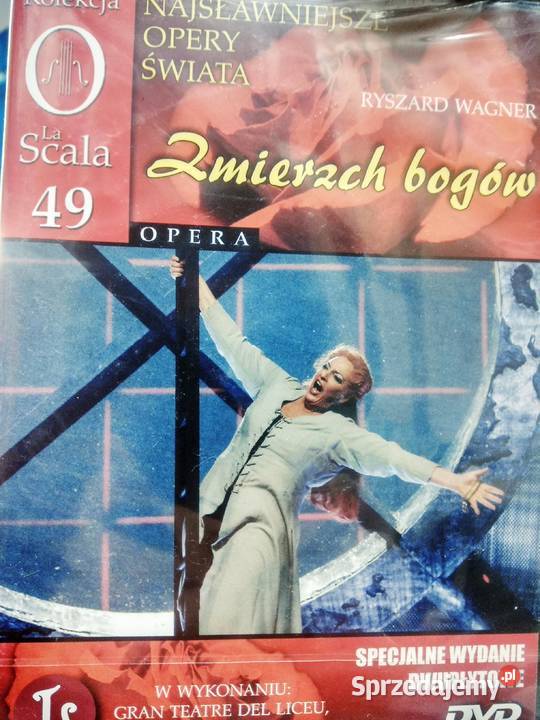 Kolekcja
La
Scala
49
NAJSŁAWNIEJSZE
OPERY
ŚWIATA
RYSZARD WAGNER
Zmierzch bogów
OPERA
SPECJALNE WYDANIE
W WYKONANIU:
GRAN TEATRE DEL LICEU,
Sprzedajemy.pl
DVD